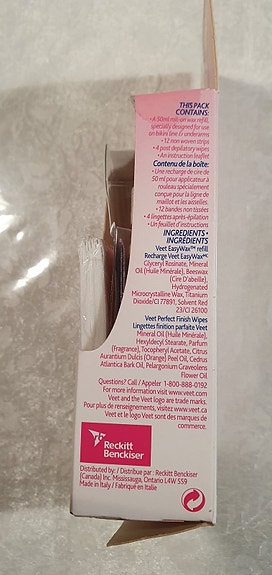 THIS PACK
CONTAINS:
• A 50ml roll-on wax refill,
specially designed for use
on bikini line & underarms
• 12 non woven strips
• 4 post depilatory wipes
• An instruction leaflet
Contenu de la boîte:
• Une recharge de cire de
50 ml pour applicateur à
rouleau spécialement
conçue pour la ligne de
maillot et les aisselles.
• 12 bandes non tissées
• 4 lingettes après-épilation
• Un feuillet d'instructions
INGREDIENTS •
INGRÉDIENTS
Veet EasyWax™ refill
Recharge Veet EasyWaxMC
Glyceryl Rosinate, Mineral
Oil (Huile Minérale), Beeswax
(Cire D'abeille),
Hydrogenated
Microcrystalline Wax, Titanium
Dioxide/CI 77891, Solvent Red
23/CI 26100
Veet Perfect Finish Wipes
Lingettes finition parfaite Veet
Mineral Oil (Huile Minérale),
Hexyldecyl Stearate, Parfum
(Fragrance), Tocopheryl Acetate, Citrus
Aurantium Dulcis (Orange) Peel Oil, Cedrus
Atlantica Bark Oil, Pelargonium Graveolens
Flower Oil
Questions? Call / Appeler 1-800-888-0192
For more information visit www.veet.com
Veet and the Veet logo are trade marks.
Pour plus de renseignements, visitez www.veet.ca
Veet et le logo Veet sont des marques de
commerce.
Reckitt
Benckiser
Distributed by: / Distribue par : Reckitt Benckiser
(Canada) Inc. Mississauga, Ontario L4W 5S9
Made in Italy / Fabriqué en Italie